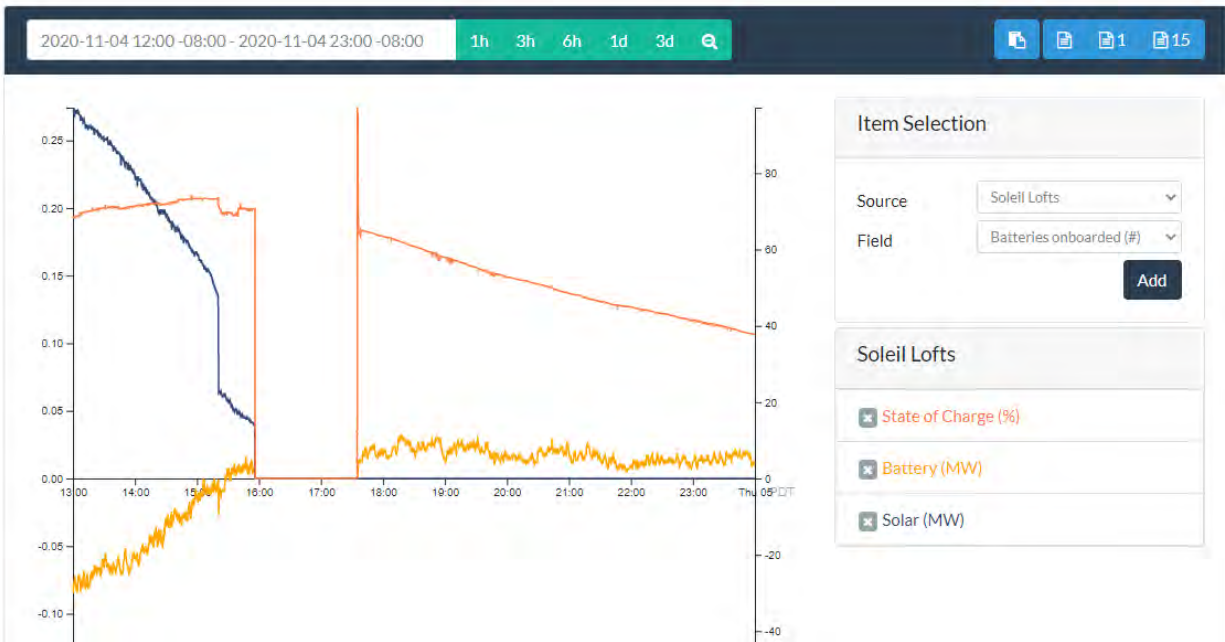 2020-11-04 12:00 -08:00 - 2020-11-04 23:00 -08:00 1h 3h 6h 1d 3d 1 15
Item Selection
Source Soleil Lofts
Field Batteries onboarded (#)
Add
Soleil Lofts
State of Charge (%)
Battery (MW)
Solar (MW)
0.25
0.20
0.15
0.10
0.05
0.00
-0.05
-0.10
80
60
40
20
0
-20
-40
13:00 14:00 15:00 16:00 17:00 18:00 19:00 20:00 21:00 22:00 23:00 Thu 05 PDT